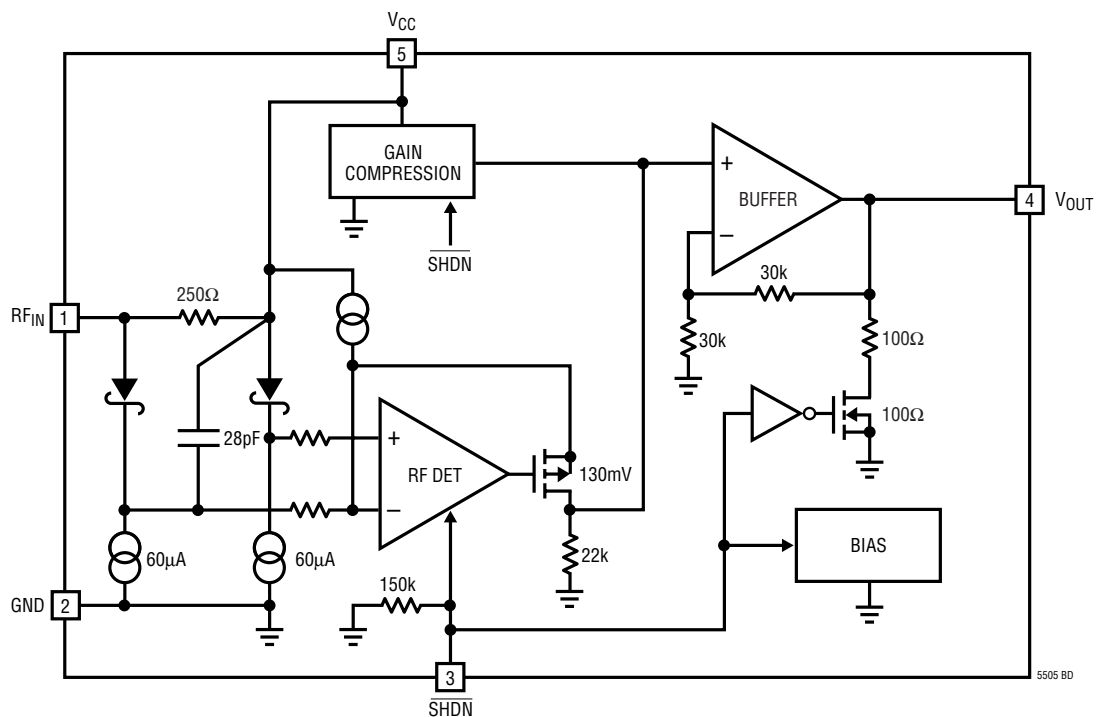 VCC
5
GAIN
COMPRESSION
SHDN
+
BUFFER
–
4
VOUT
30k
30k
100Ω
250Ω
RFIN
1
28pF
+
RF DET
–
130mV
100Ω
60µA
60µA
22k
BIAS
150k
GND
2
3
SHDN
5505 BD